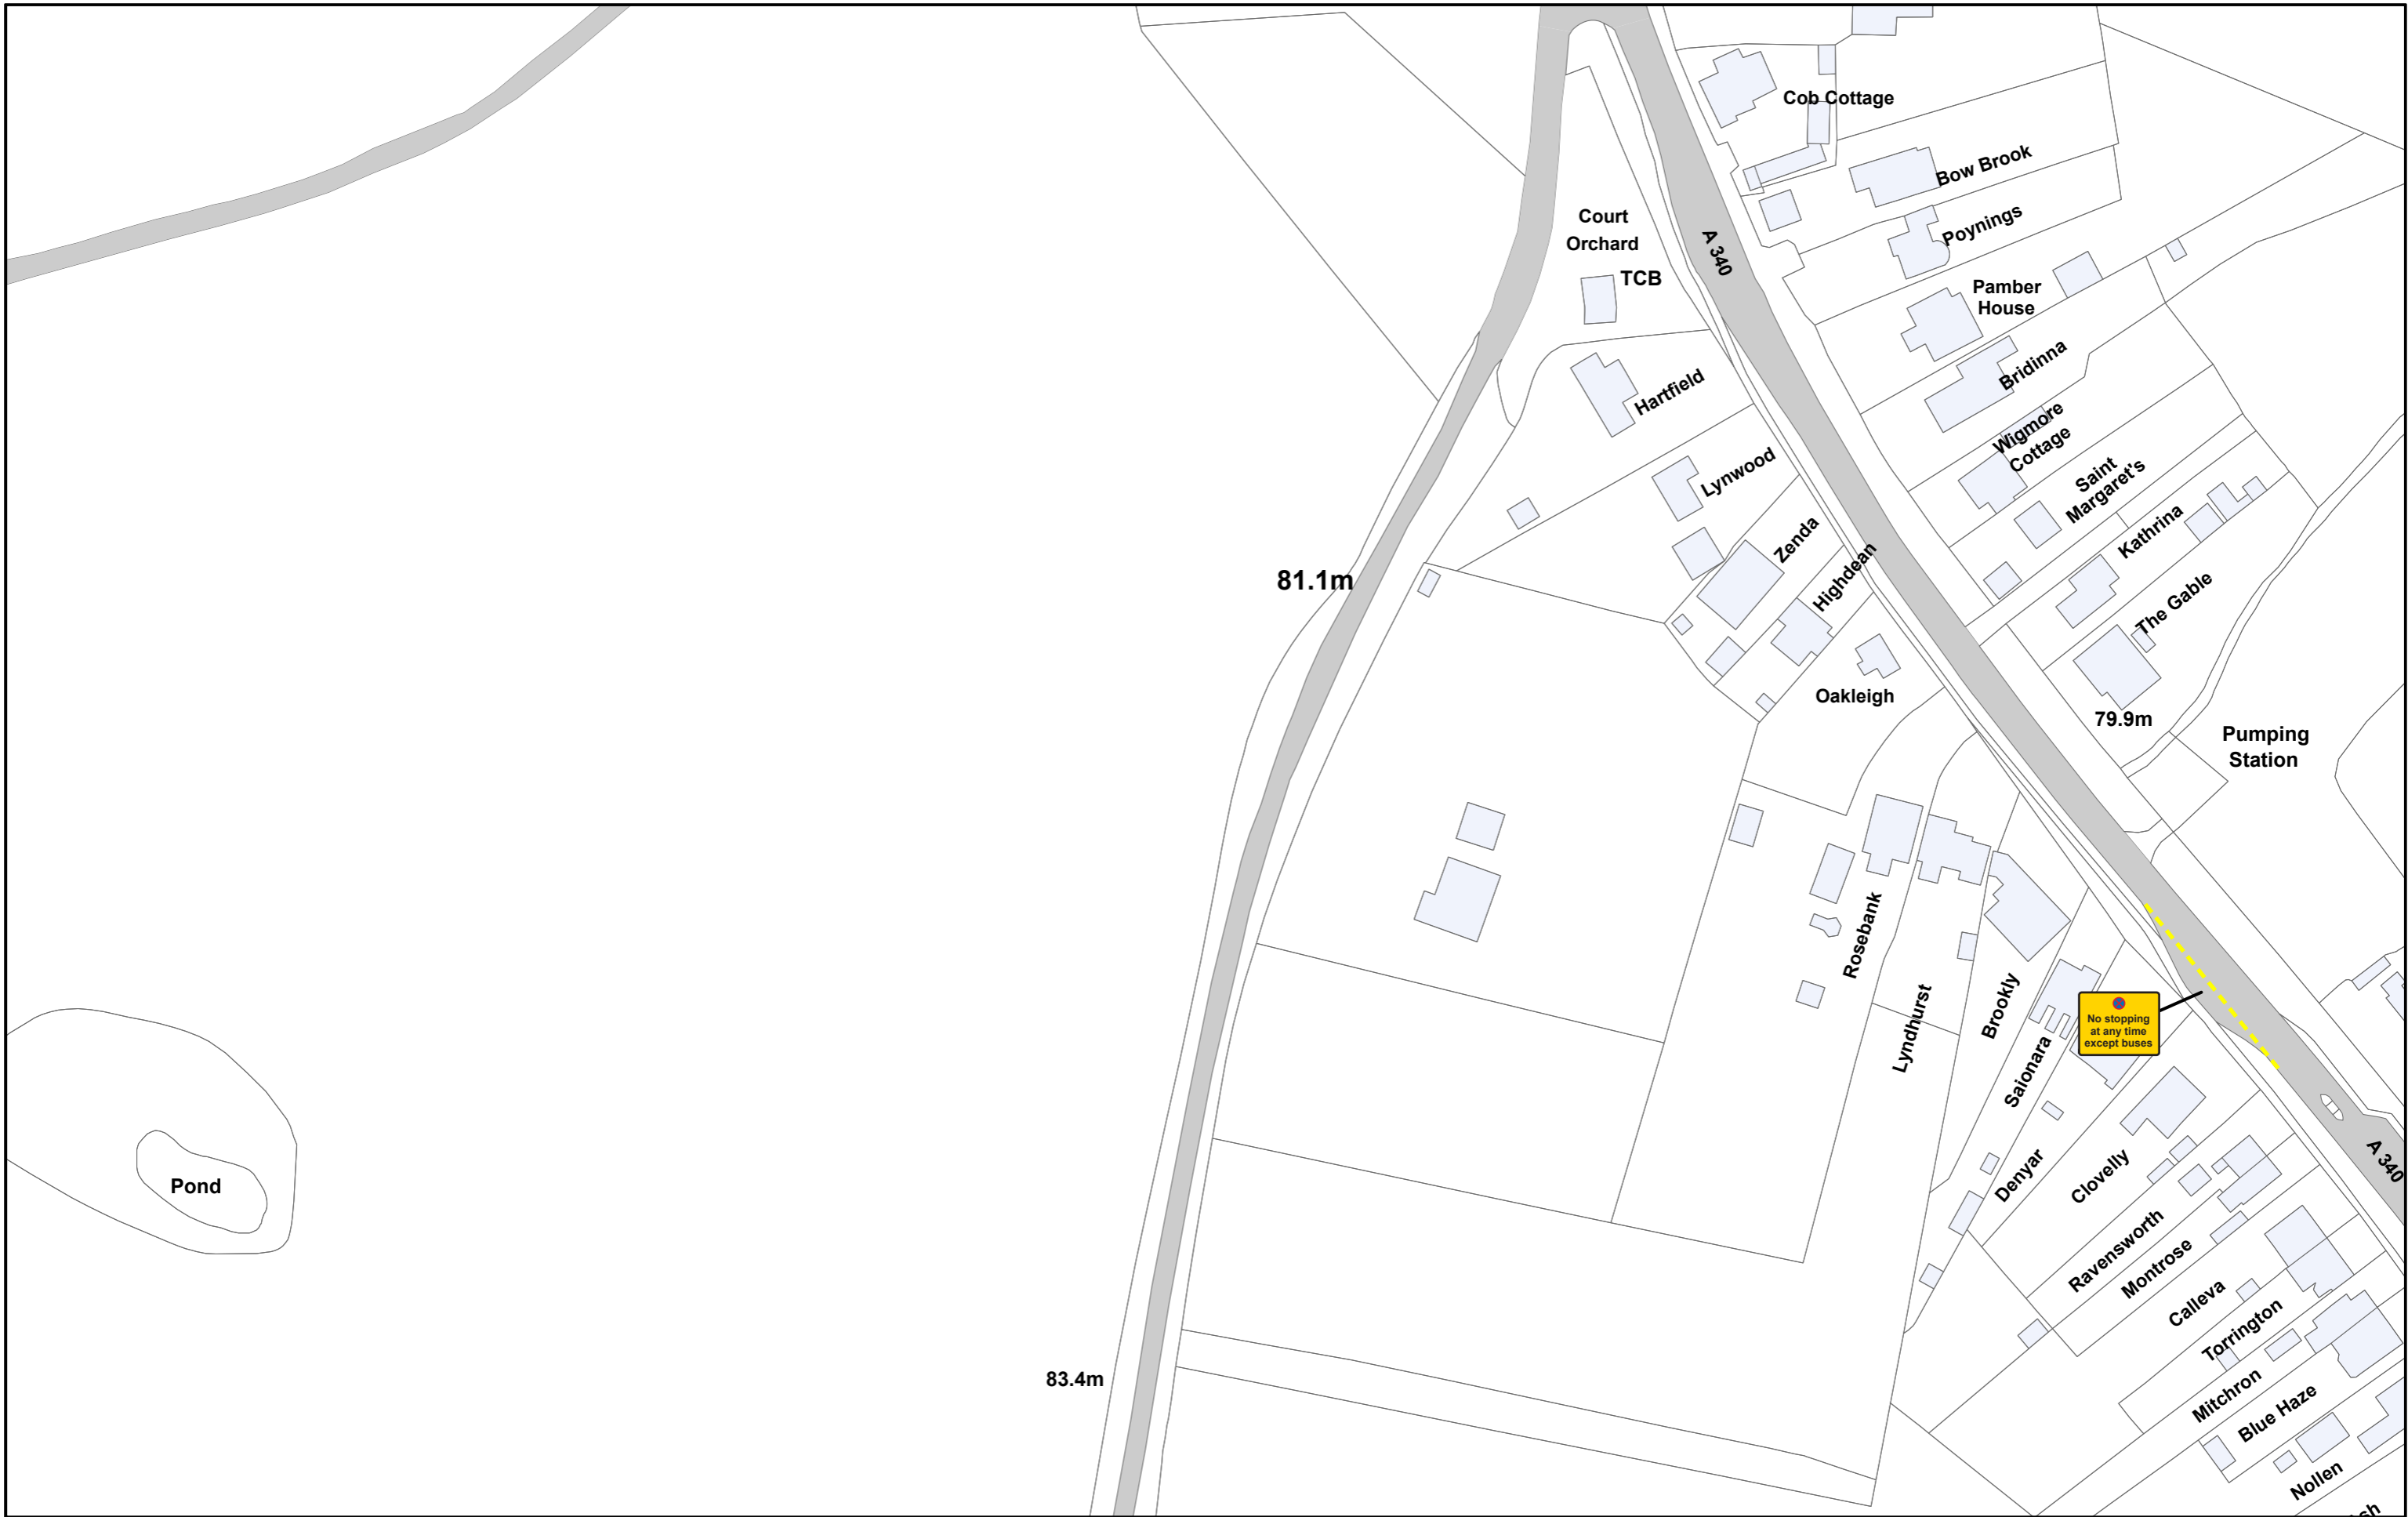 Cob Cottage
Bow Brook
Court
Orchard
Poynings
A 340
TCB
Pamber
House
Bridinna
Hartfield
Wigmore
Cottage
Lynwood
Saint
Margaret's
Kathrina
Zenda
Highdean
81.1m
The Gable
Oakleigh
79.9m
Pumping
Station
Rosebank
Lyndhurst
Brookly
No stopping
at any time
except buses
Saionara
Denyar
Clovelly
A 340
Pond
Ravensworth
Montrose
Calleva
Torrington
83.4m
Mitchron
Blue Haze
Nollen